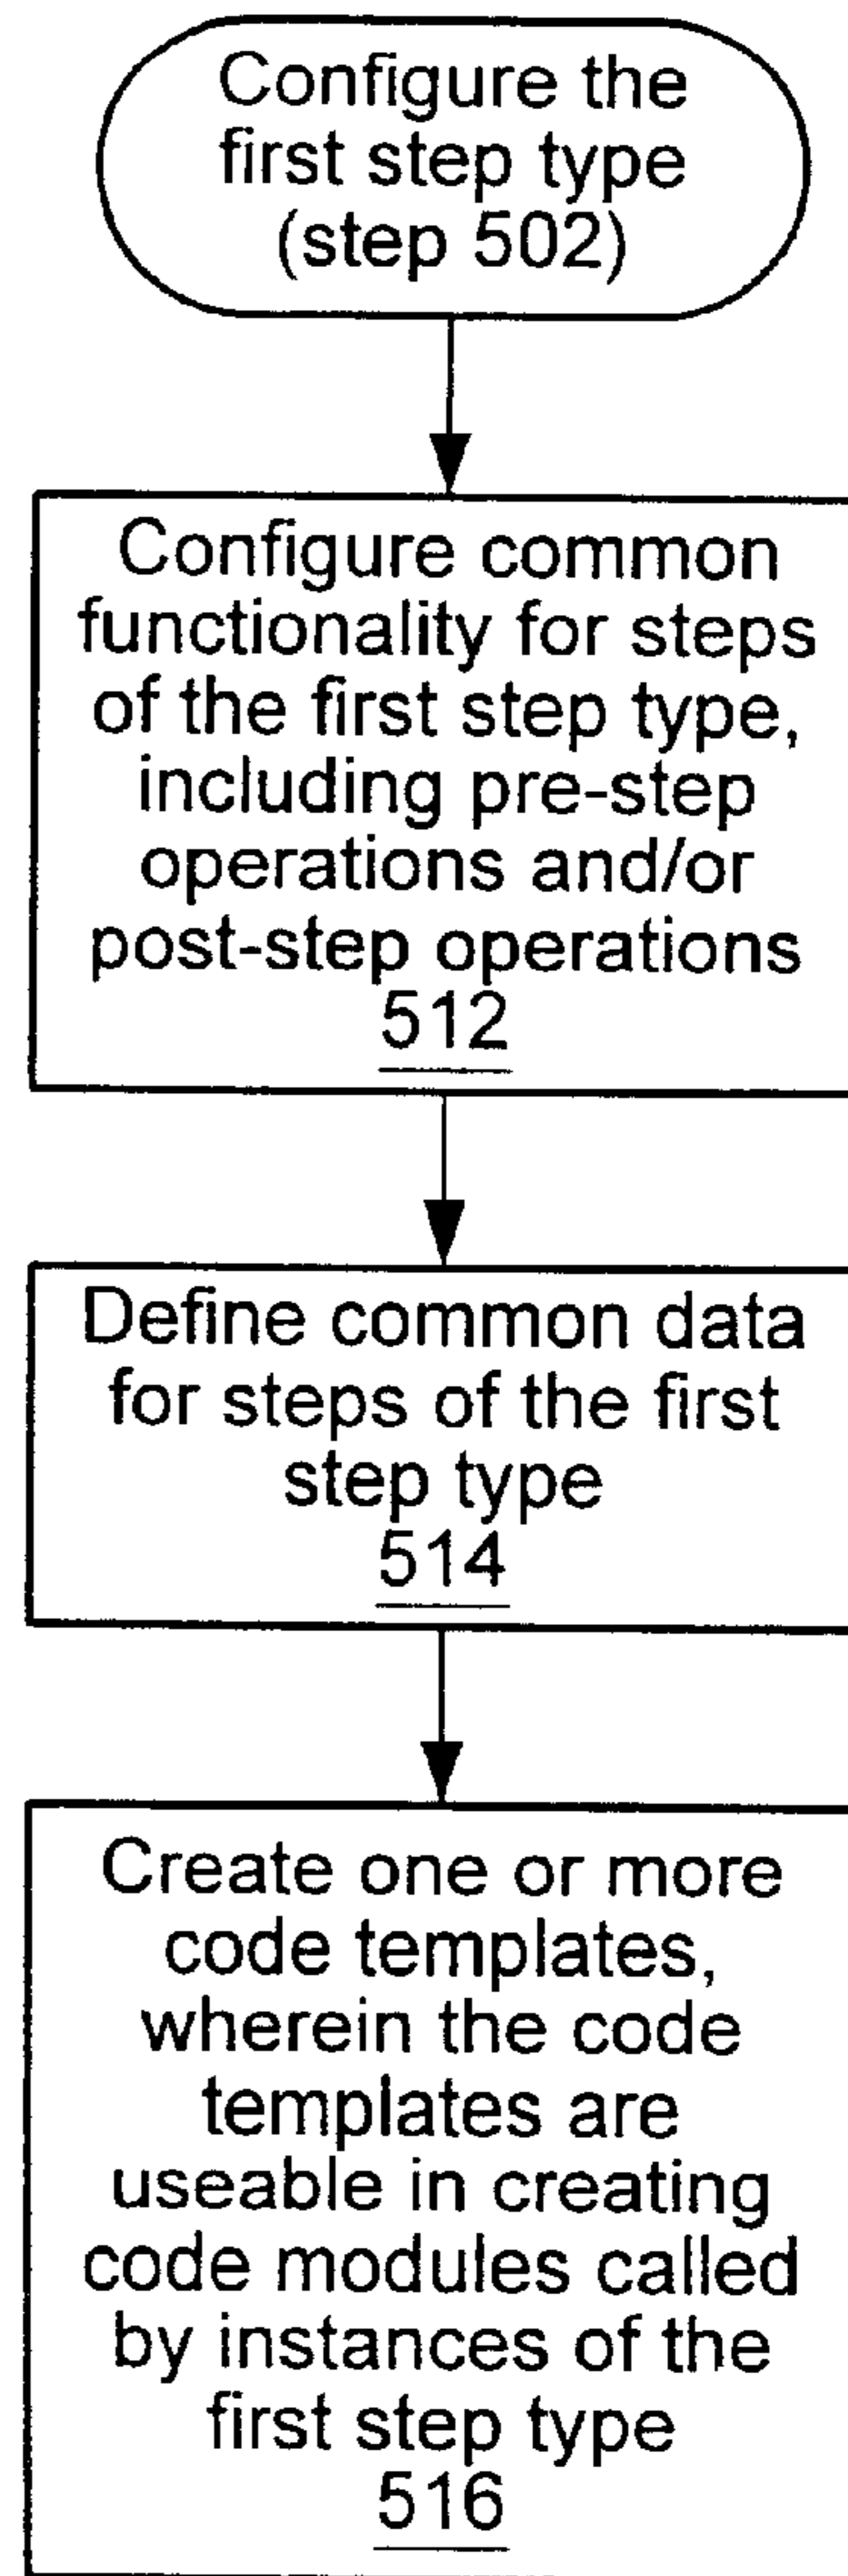 Configure the
first step type
(step 502)
Configure common
functionality for steps
of the first step type,
including pre-step
operations and/or
post-step operations
512
Define common data
for steps of the first
step type
514
Create one or more
code templates,
wherein the code
templates are
useable in creating
code modules called
by instances of the
first step type
516